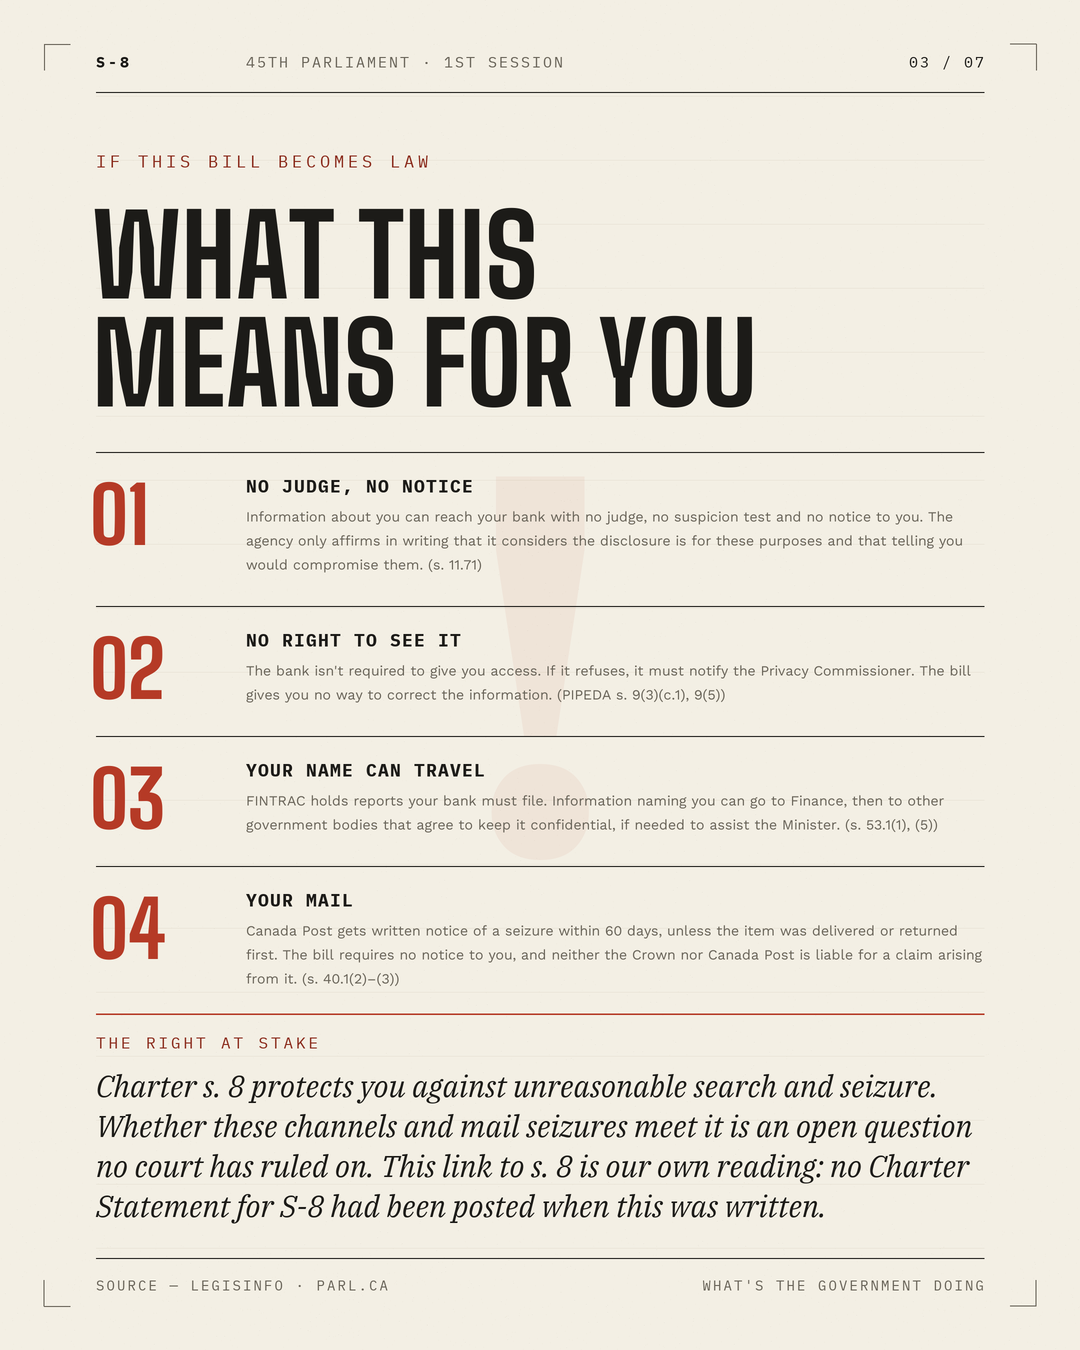 S-8 45TH PARLIAMENT · 1ST SESSION 03 / 07
IF THIS BILL BECOMES LAW
WHAT THIS
MEANS FOR YOU
01 NO JUDGE, NO NOTICE
Information about you can reach your bank with no judge, no suspicion test and no notice to you. The
agency only affirms in writing that it considers the disclosure is for these purposes and that telling you
would compromise them. (s. 11.71)
02 NO RIGHT TO SEE IT
The bank isn't required to give you access. If it refuses, it must notify the Privacy Commissioner. The bill
gives you no way to correct the information. (PIPEDA s. 9(3)(c.1), 9(5))
03 YOUR NAME CAN TRAVEL
FINTRAC holds reports your bank must file. Information naming you can go to Finance, then to other
government bodies that agree to keep it confidential, if needed to assist the Minister. (s. 53.1(1), (5))
04 YOUR MAIL
Canada Post gets written notice of a seizure within 60 days, unless the item was delivered or returned
first. The bill requires no notice to you, and neither the Crown nor Canada Post is liable for a claim arising
from it. (s. 40.1(2)–(3))
THE RIGHT AT STAKE
Charter s. 8 protects you against unreasonable search and seizure.
Whether these channels and mail seizures meet it is an open question
no court has ruled on. This link to s. 8 is our own reading: no Charter
Statement for S-8 had been posted when this was written.
SOURCE — LEGISINFO · PARL.CA WHAT'S THE GOVERNMENT DOING